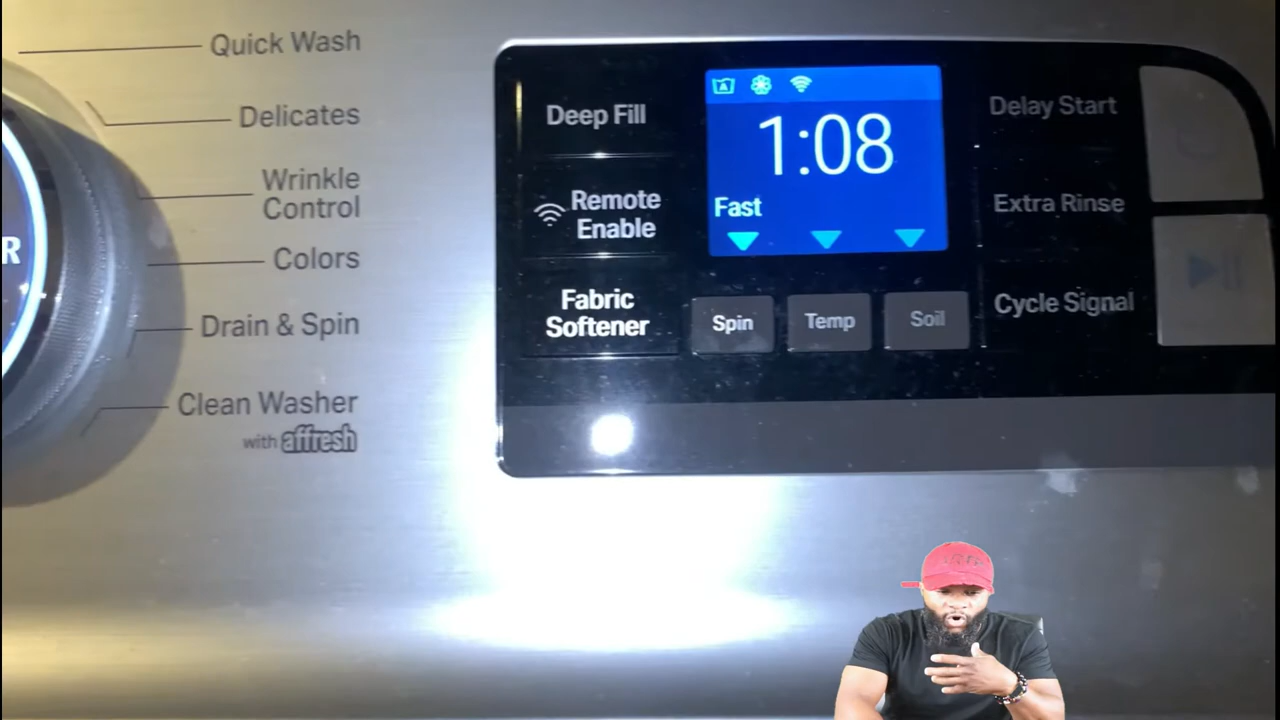 Quick Wash
Delicates
Wrinkle
Control
Colors
Drain & Spin
Clean Washer
with affresh
R
Deep Fill
Remote
Enable
Fabric
Softener
A
1:08
Fast
Spin
Temp
Soil
Delay Start
Extra Rinse
Cycle Signal